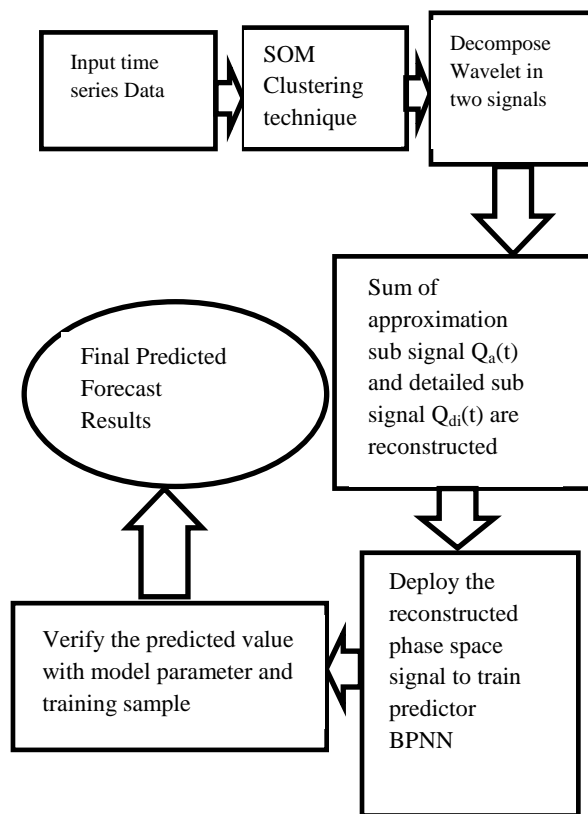 Input time
series Data
SOM
Clustering
technique
Decompose
Wavelet in
two signals
Sum of
approximation
sub signal Qa(t)
and detailed sub
signal Qdi(t) are
reconstructed
Deploy the
reconstructed
phase space
signal to train
predictor
BPNN
Verify the predicted value
with model parameter and
training sample
Final Predicted
Forecast
Results